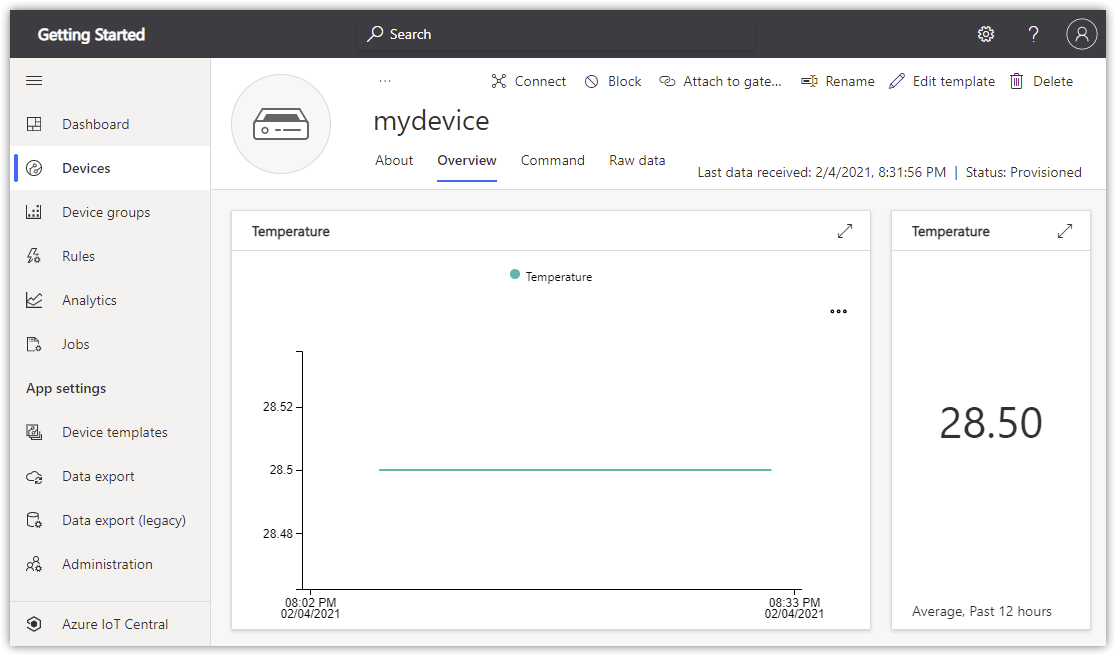 Getting Started
Search
?
Dashboard
Devices
Device groups
Rules
Analytics
Jobs
App settings
Device templates
Data export
Data export (legacy)
Administration
Azure IoT Central
... Connect Block Attach to gate... Rename Edit template Delete
mydevice
About Overview Command Raw data
Last data received: 2/4/2021, 8:31:56 PM | Status: Provisioned
Temperature
Temperature
28.52
28.5
28.48
08:02 PM 08:33 PM
02/04/2021 02/04/2021
Temperature
28.50
Average, Past 12 hours